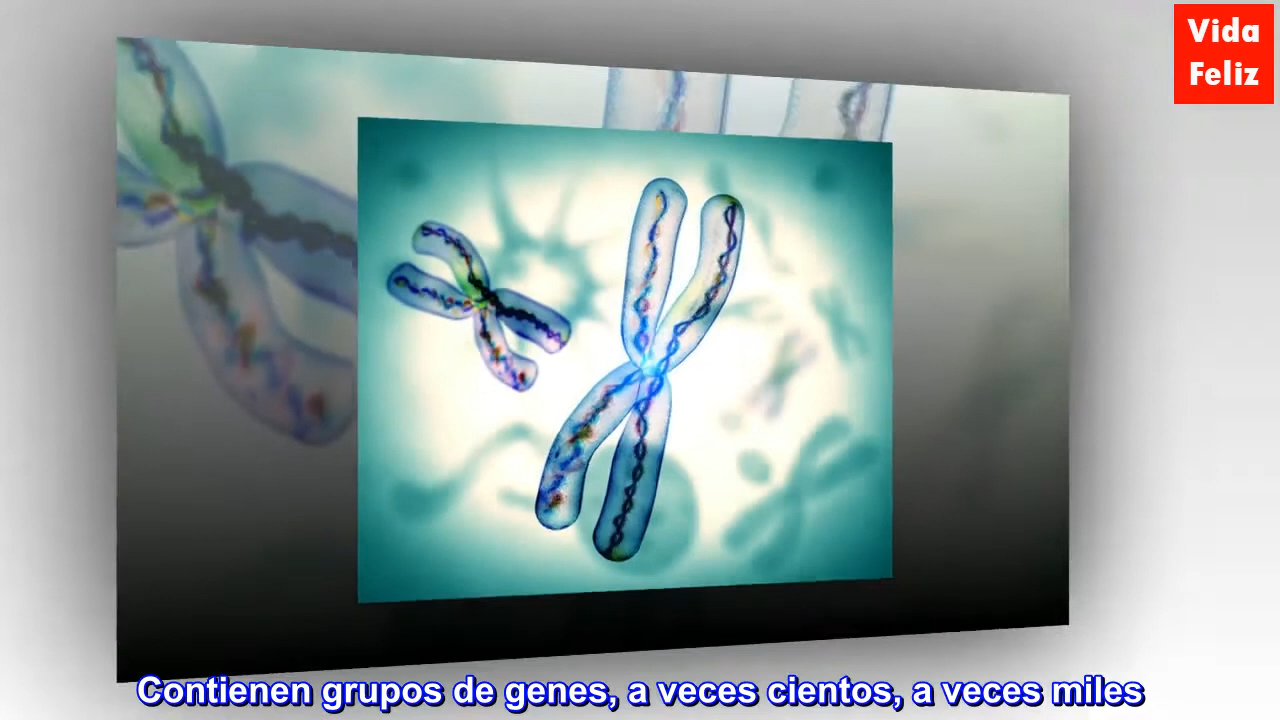 Vida
Feliz
Contienen grupos de genes, a veces cientos, a veces miles